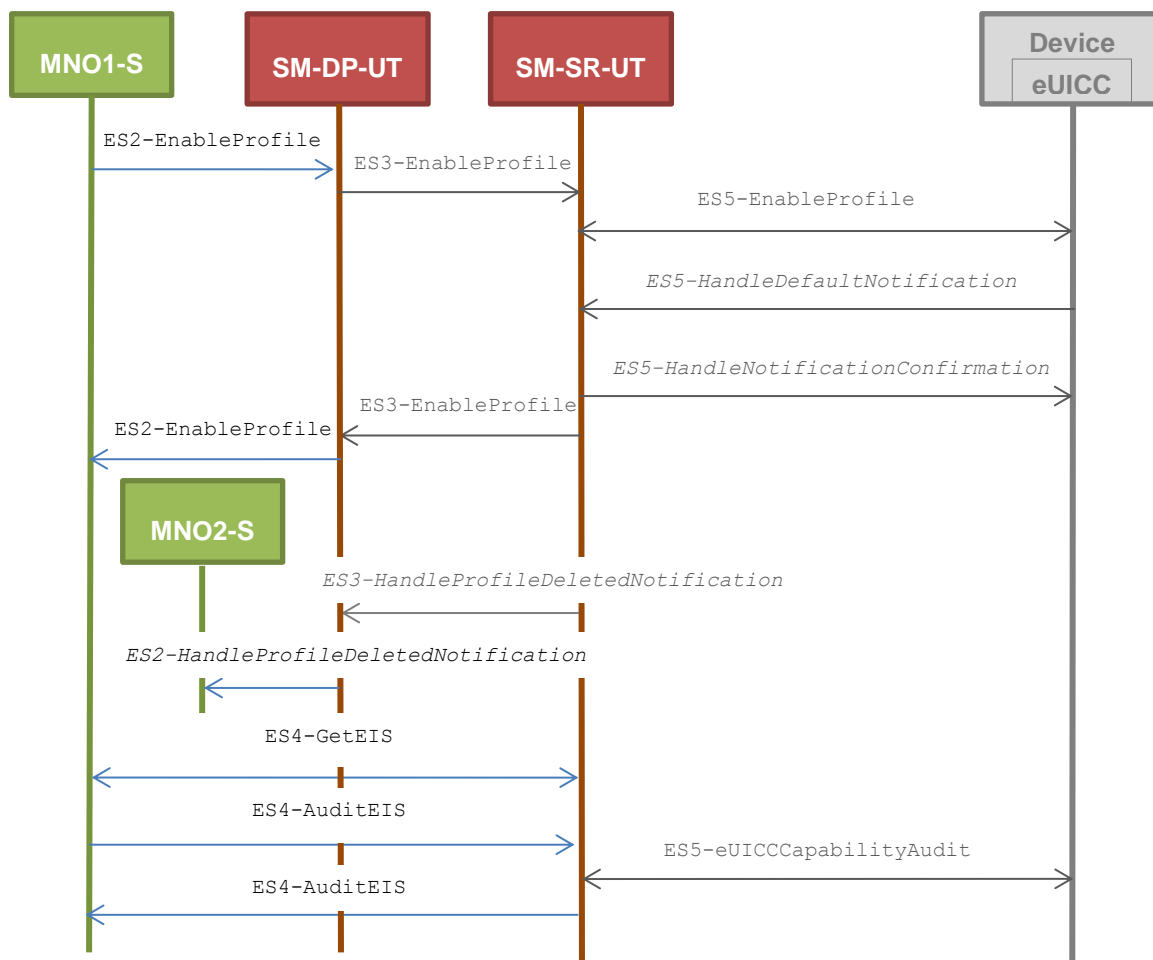 MNO1-S
SM-DP-UT
SM-SR-UT
Device
eUICC
ES2-EnableProfile
ES3-EnableProfile
ES5-EnableProfile
ES5-HandleDefaultNotification
ES5-HandleNotificationConfirmation
ES3-EnableProfile
ES2-EnableProfile
MNO2-S
ES3-HandleProfileDeletedNotification
ES2-HandleProfileDeletedNotification
ES4-GetEIS
ES4-AuditEIS
ES5-eUICCCapabilityAudit
ES4-AuditEIS